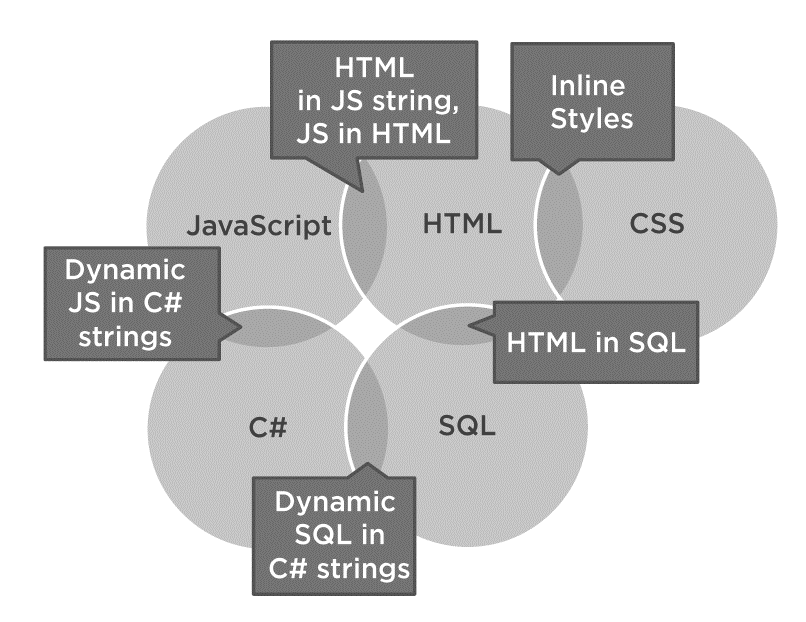 HTML
in JS string,
JS in HTML
Inline
Styles
JavaScript
HTML
CSS
Dynamic
JS in C#
strings
HTML in SQL
C#
SQL
Dynamic
SQL in
C# strings